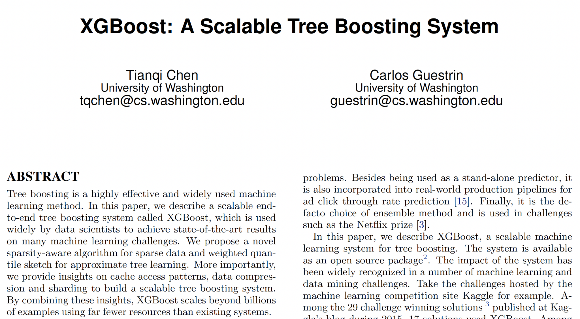 XGBoost: A Scalable Tree Boosting System
Tianqi Chen
University of Washington
tqchen@cs.washington.edu
Carlos Guestrin
University of Washington
guestrin@cs.washington.edu
ABSTRACT
Tree boosting is a highly effective and widely used machine
learning method. In this paper, we describe a scalable end-
to-end tree boosting system called XGBoost, which is used
widely by data scientists to achieve state-of-the-art results
on many machine learning challenges. We propose a novel
sparsity-aware algorithm for sparse data and weighted quan-
tile sketch for approximate tree learning. More importantly,
we provide insights on cache access patterns, data compres-
sion and sharding to build a scalable tree boosting system.
By combining these insights, XGBoost scales beyond billions
of examples using far fewer resources than existing systems.
problems. Besides being used as a stand-alone predictor, it
is also incorporated into real-world production pipelines for
ad click through rate prediction [15]. Finally, it is the de-
facto choice of ensemble method and is used in challenges
such as the Netflix prize [3].
In this paper, we describe XGBoost, a scalable machine
learning system for tree boosting. The system is available
as an open source package2. The impact of the system has
been widely recognized in a number of machine learning and
data mining challenges. Take the challenges hosted by the
machine learning competition site Kaggle for example. A-
mong the 29 challenge winning solutions 3 published at Kag-
gle's blog during 2015, 17 solutions used XGBoost. Among